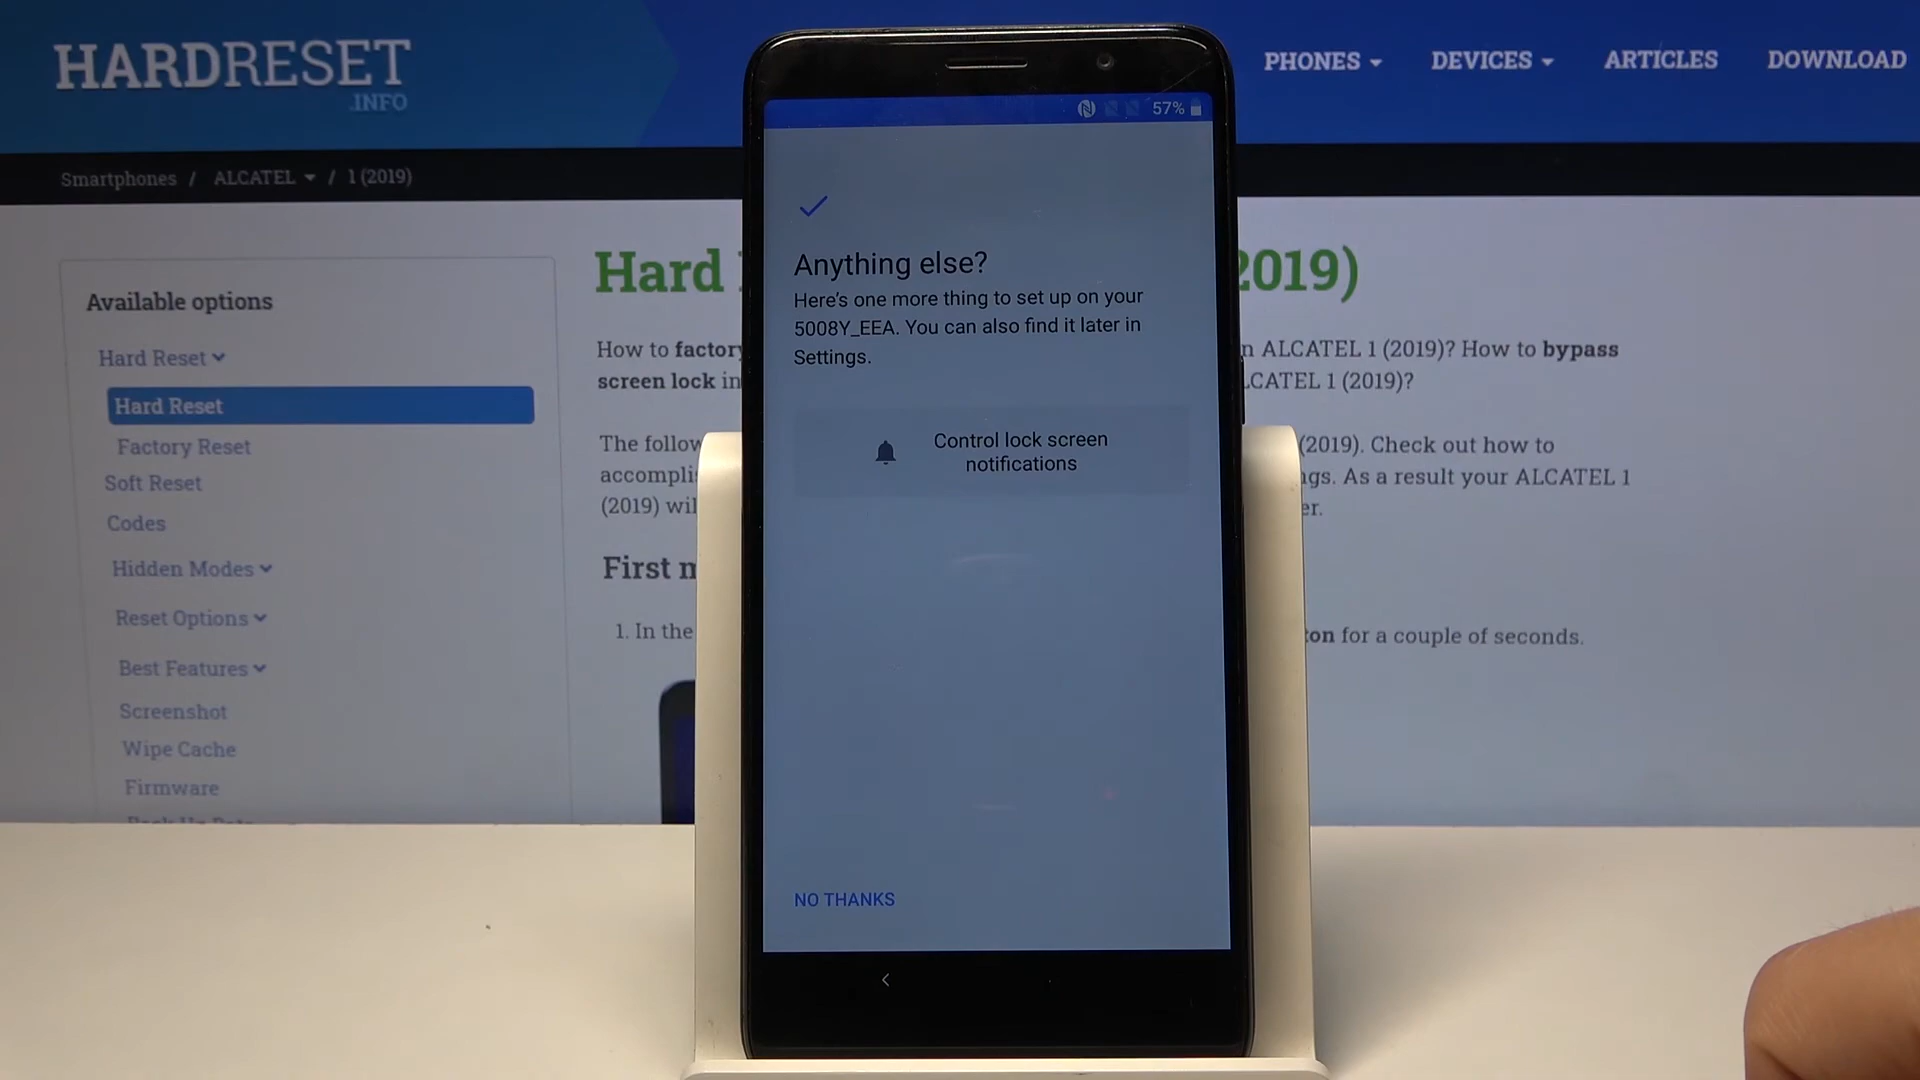 HARDRESET
.INFO
PHONES
DEVICES
ARTICLES
DOWNLOAD
Smartphones / ALCATEL / 1 (2019)
57%
Available options
Hard Reset
Hard Reset
Factory Reset
Soft Reset
Codes
Hidden Modes
Reset Options
Best Features
Screenshot
Wipe Cache
Firmware
Hard
2019)
How to factory
n ALCATEL 1 (2019)? How to bypass
screen lock in
LCATEL 1 (2019)?
The follow
(2019). Check out how to
accomplis
ngs. As a result your ALCATEL 1
(2019) wil
er.
First m
1. In the
ton for a couple of seconds.
Anything else?
Here's one more thing to set up on your
5008Y_EEA. You can also find it later in
Settings.
Control lock screen
notifications
NO THANKS